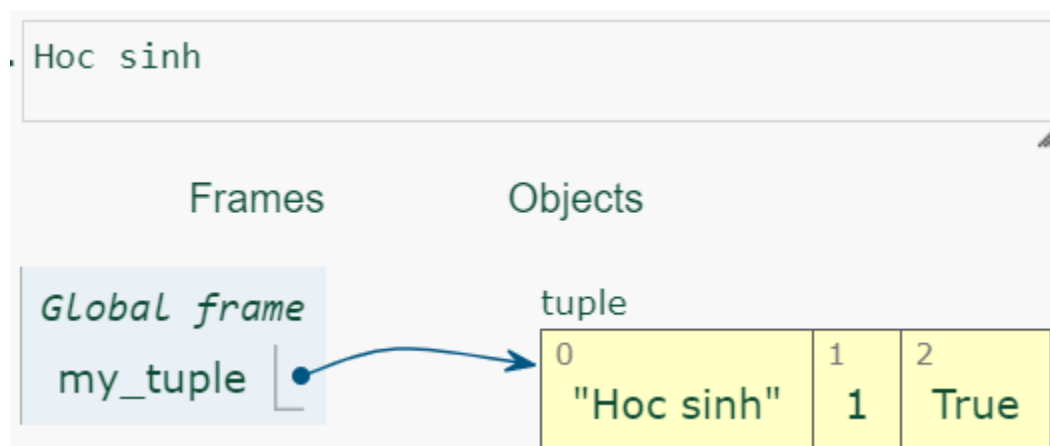 Hoc sinh
Frames Objects
Global frame
my_tuple
tuple
0 1 2
"Hoc sinh" 1 True